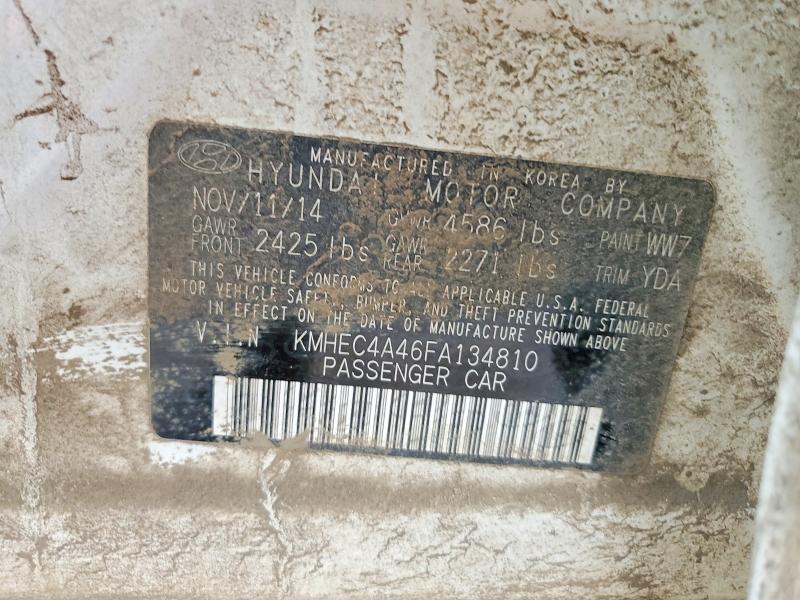 MANUFACTURED IN KOREA BY
HYUNDAI MOTOR COMPANY
NOV/11/14 GVWR 4586 lbs PAINT WW7
GAWR FRONT 2425 lbs GAWR REAR 2271 lbs TRIM YDA
THIS VEHICLE CONFORMS TO ALL APPLICABLE U.S.A. FEDERAL
MOTOR VEHICLE SAFETY, BUMPER, AND THEFT PREVENTION STANDARDS
IN EFFECT ON THE DATE OF MANUFACTURE SHOWN ABOVE
V.I.N KMHEC4A46FA134810
PASSENGER CAR